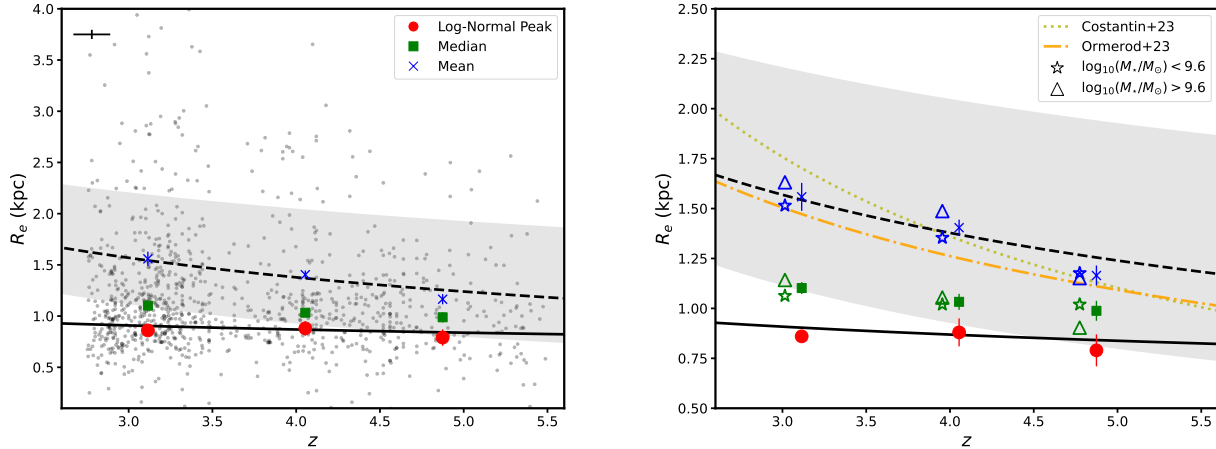 4.0
3.5
3.0
2.5
2.0
1.5
1.0
0.5
R_e (kpc)
3.0 3.5 4.0 4.5 5.0 5.5
z
Log-Normal Peak
Median
Mean
2.50
2.25
2.00
1.75
1.50
1.25
1.00
0.75
0.50
R_e (kpc)
3.0 3.5 4.0 4.5 5.0 5.5
z
Costantin+23
Ormerod+23
log₁₀(M⋆/M⊙) < 9.6
log₁₀(M⋆/M⊙) > 9.6